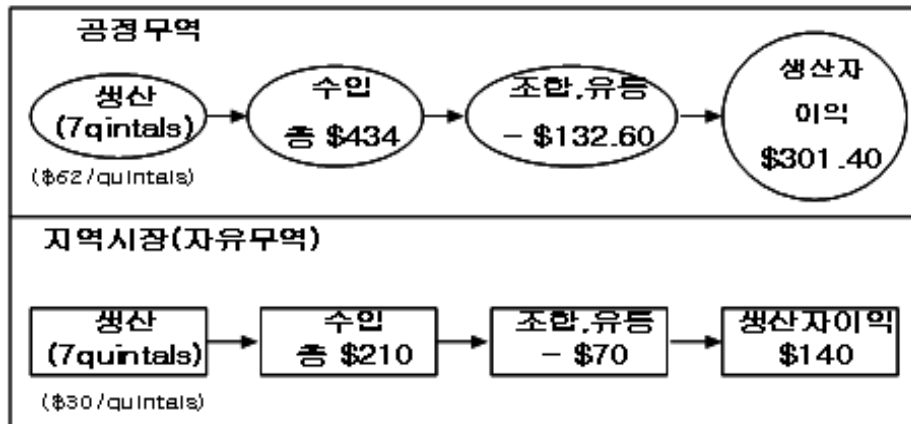 공정무역
생산
(7qintals)
($62/quintals)
수입
총 $434
조합,유통
- $132.60
생산자
이익
$301.40
지역시장(자유무역)
생산
(7quintals)
($30/quintals)
수입
총 $210
조합,유통
- $70
생산자이익
$140